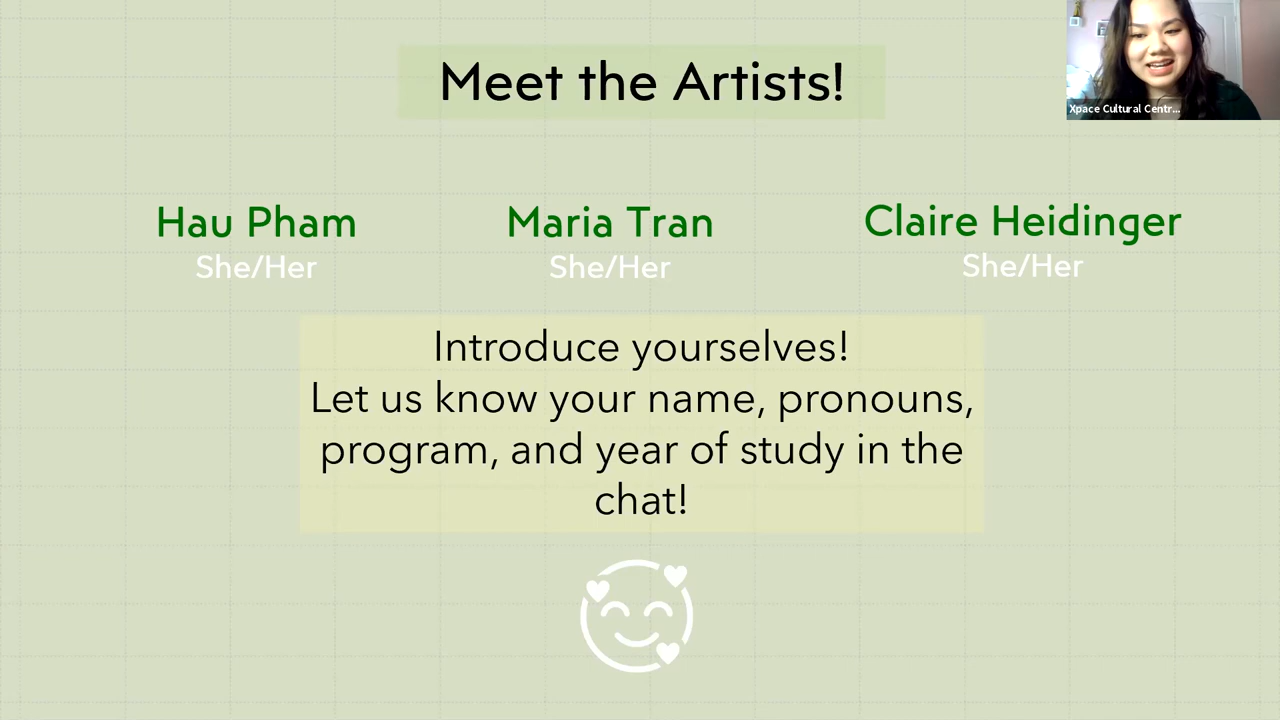 Meet the Artists!
Xpace Cultural Centr...
Hau Pham
Maria Tran
Claire Heidinger
She/Her
She/Her
She/Her
Introduce yourselves!
Let us know your name, pronouns,
program, and year of study in the
chat!